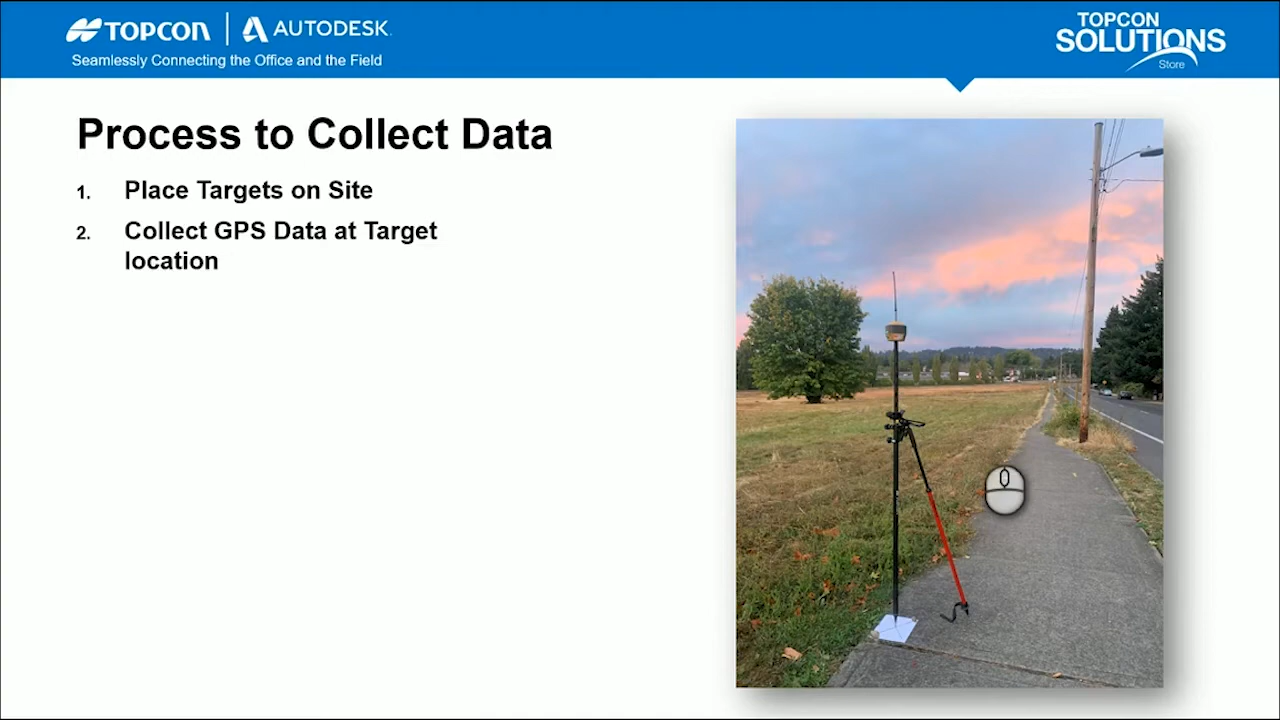 TOPCON | AUTODESK
Seamlessly Connecting the Office and the Field
TOPCON
SOLUTIONS
Store
Process to Collect Data
1. Place Targets on Site
2. Collect GPS Data at Target
location